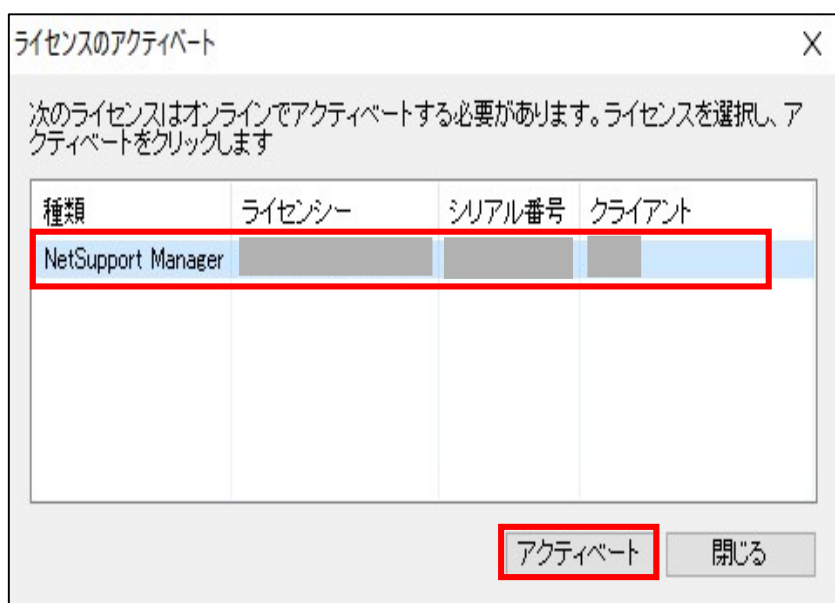 ライセンスのアクティベート
次のライセンスはオンラインでアクティベートする必要があります。ライセンスを選択し、ア
クティベートをクリックします
種類 ライセンシー シリアル番号 クライアント
NetSupport Manager
アクティベート 閉じる